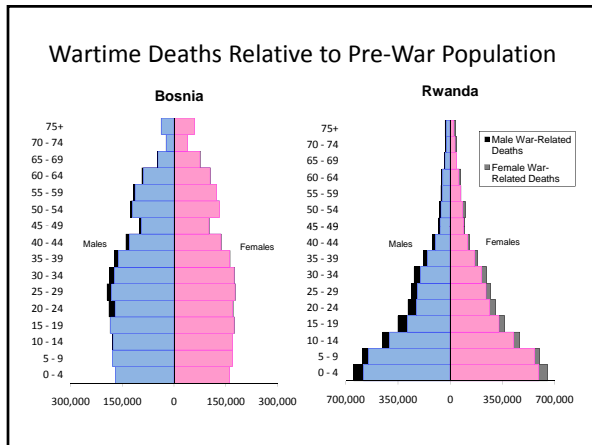 Wartime Deaths Relative to Pre-War Population
Bosnia
75+
70 - 74
65 - 69
60 - 64
55 - 59
50 - 54
45 - 49
40 - 44
35 - 39
30 - 34
25 - 29
20 - 24
15 - 19
10 - 14
5 - 9
0 - 4
Males
Females
300,000 150,000 0 150,000 300,000
Rwanda
75+
70 - 74
65 - 69
60 - 64
55 - 59
50 - 54
45 - 49
40 - 44
35 - 39
30 - 34
25 - 29
20 - 24
15 - 19
10 - 14
5 - 9
0 - 4
Males
Females
Male War-Related
Deaths
Female War-
Related Deaths
700,000 350,000 0 350,000 700,000